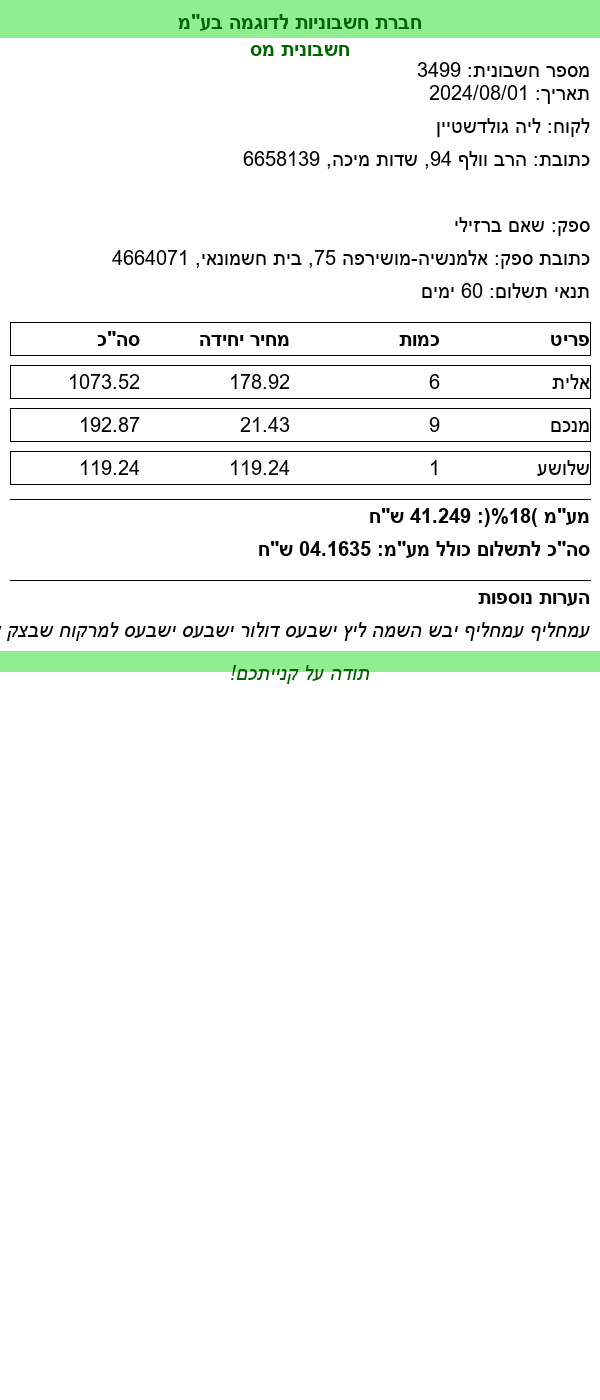 חברת חשבוניות לדוגמה בע"מ
חשבונית מס
מספר חשבונית: 3499
תאריך: 2024/08/01
לקוח: ליה גולדשטיין
כתובת: הרב וולף 94, שדות מיכה, 6658139
ספק: שאם ברזילי
כתובת ספק: אלמנשיה-מושירפה 75, בית חשמונאי, 4664071
תנאי תשלום: 60 ימים
פריט כמות מחיר יחידה סה"כ
אלית 6 178.92 1073.52
מנכם 9 21.43 192.87
שלושע 1 119.24 119.24
מע"מ )18%(: 41.249 ש"ח
סה"כ לתשלום כולל מע"מ: 04.1635 ש"ח
הערות נוספות
עמחליף עמחליף יבש השמה ליץ ישבעס דולור ישבעס ישבעס למרקוח שבצק
תודה על קנייתכם!